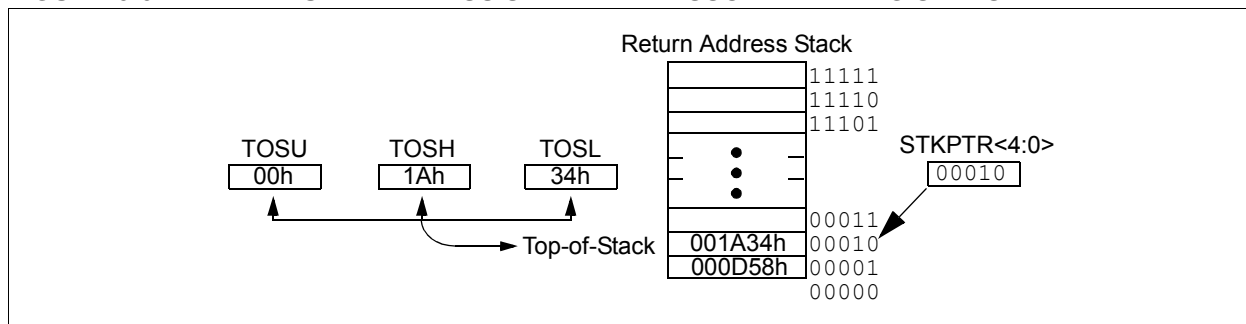 Return Address Stack
11111
11110
11101
TOSU TOSH TOSL STKPTR<4:0>
00h 1Ah 34h 00010
00011
Top-of-Stack 001A34h 00010
000D58h 00001
00000